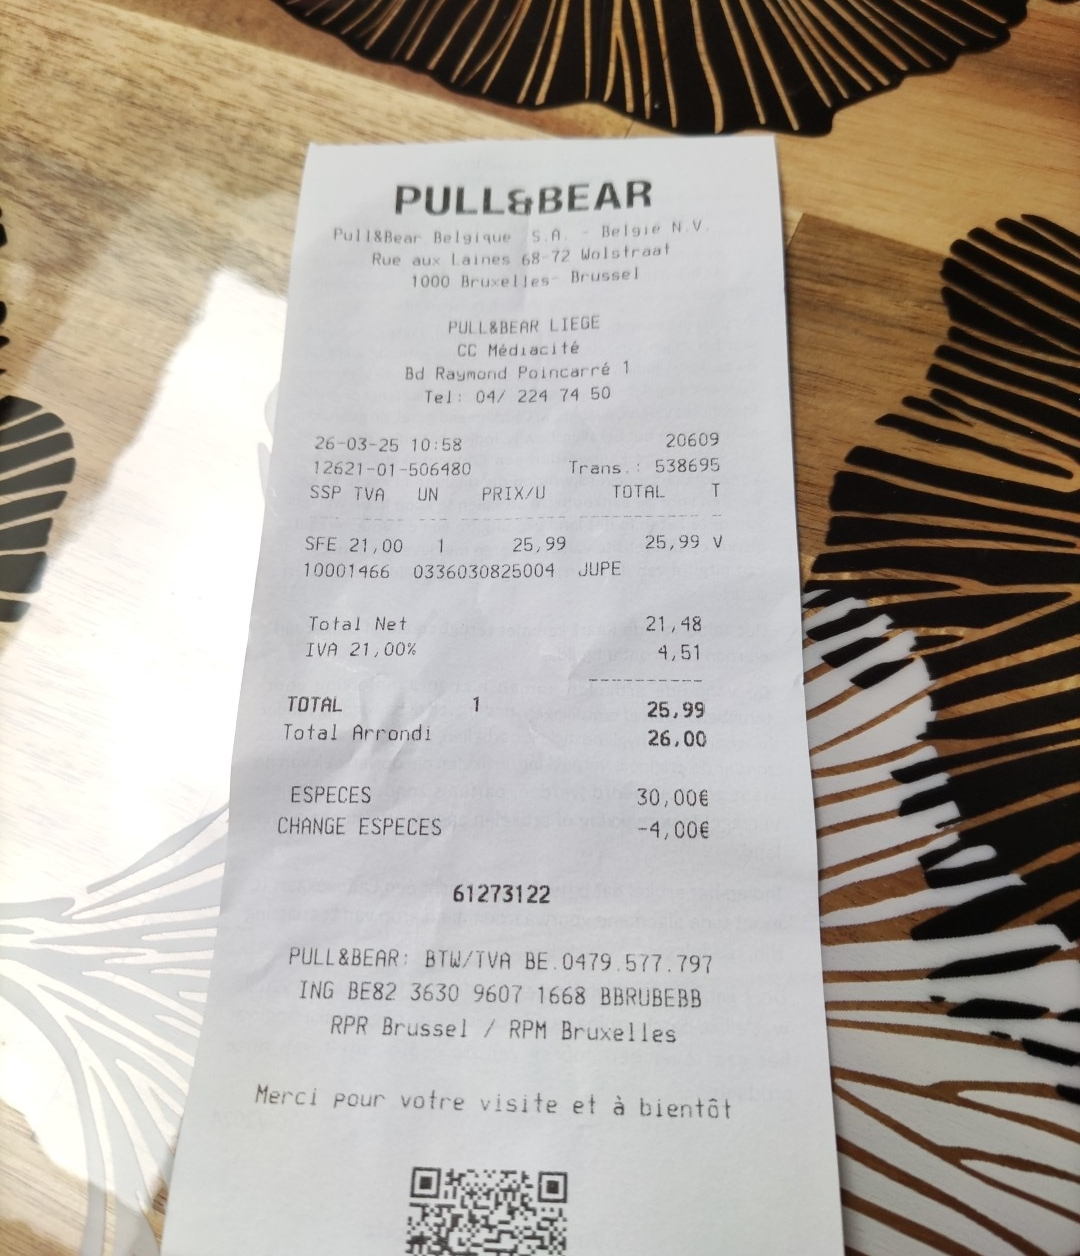 PULL&BEAR
Pull&Bear Belgique S.A. - Belgie N.V.
Rue aux Laines 68-72 Wolstraat
1000 Bruxelles- Brussel
PULL&BEAR LIEGE
CC Médiacité
Bd Raymond Poincarré 1
Tel: 04/ 224 74 50
26-03-25 10:58 20609
12621-01-506480 Trans.: 538695
SSP TVA UN PRIX/U TOTAL T
SFE 21,00 1 25,99 25,99 V
10001466 0336030825004 JUPE
Total Net 21,48
IVA 21,00% 4,51
TOTAL 1 25,99
Total Arrondi 26,00
ESPECES 30,00€
CHANGE ESPECES -4,00€
61273122
PULL&BEAR: BTW/TVA BE.0479.577.797
ING BE82 3630 9607 1668 BBRUBEBB
RPR Brussel / RPM Bruxelles
Merci pour votre visite et à bientôt